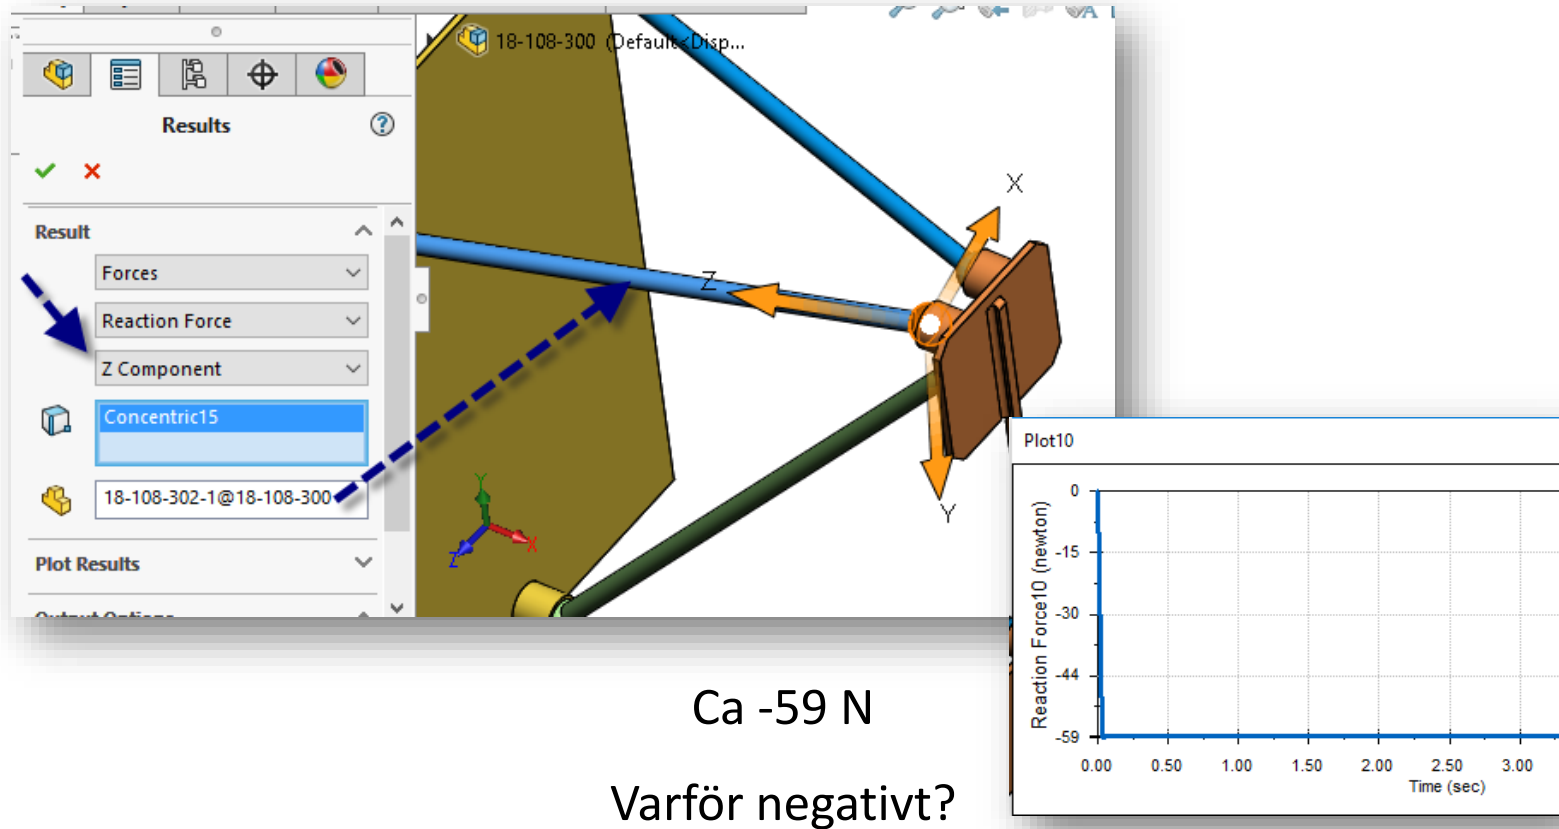 18-108-300 (Default<Disp...
Results
Result
Forces
Reaction Force
Z Component
Concentric15
18-108-302-1@18-108-300
Plot Results
Output Options
X
Z
Y
Y
X
Z
Plot10
Reaction Force10 (newton)
0
-15
-30
-44
-59
0.00 0.50 1.00 1.50 2.00 2.50 3.00
Time (sec)
Ca -59 N
Varför negativt?